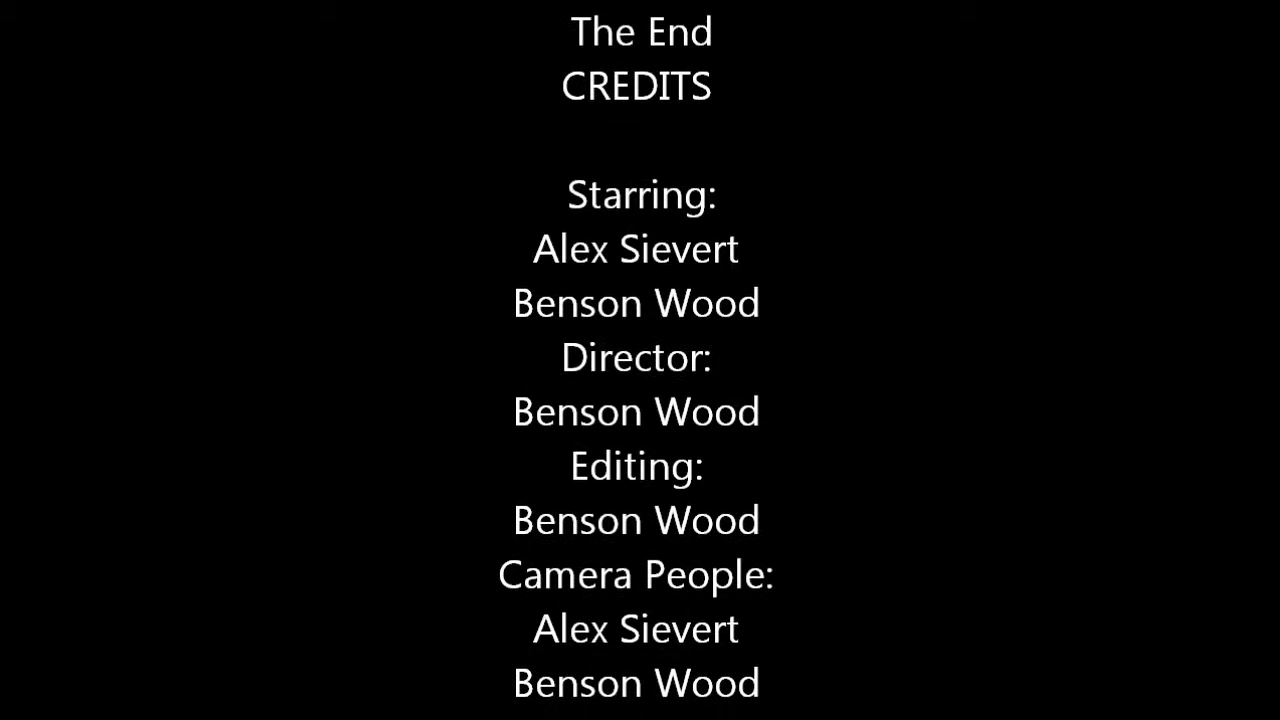 The End
CREDITS
Starring:
Alex Sievert
Benson Wood
Director:
Benson Wood
Editing:
Benson Wood
Camera People:
Alex Sievert
Benson Wood